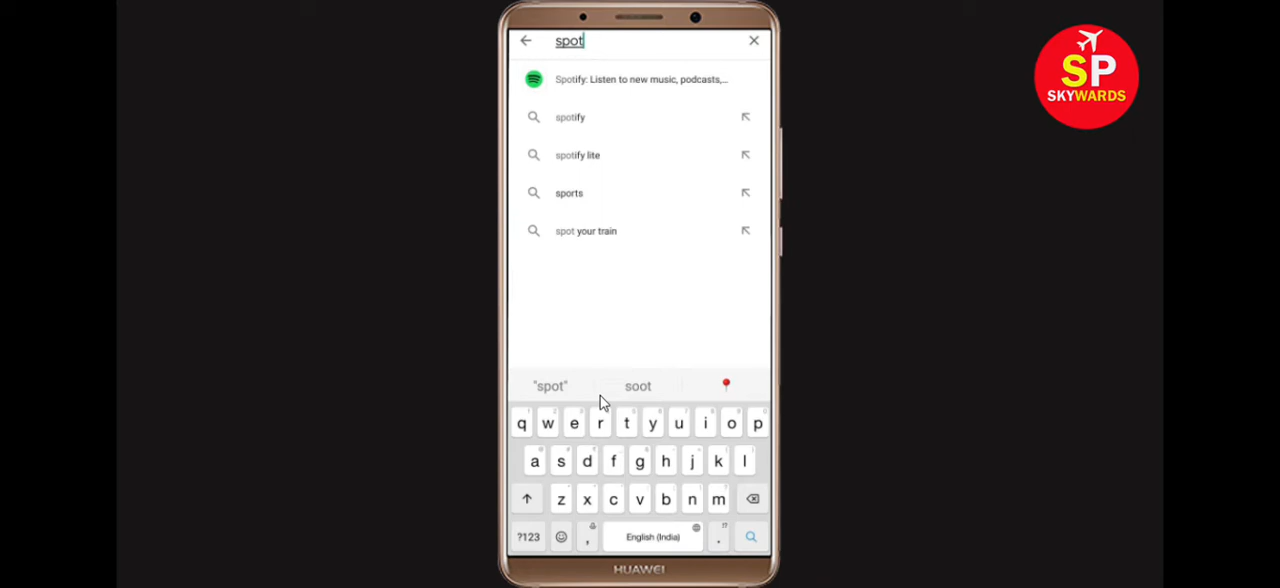 spot
SP
SKYWARDS
Spotify: Listen to new music, podcasts,...
spotify
spotify lite
sports
spot your train
"spot" soot
q w e r t y u i o p
a s d f g h j k l
z x c v b n m
?123 , English (India) .
HUAWEI